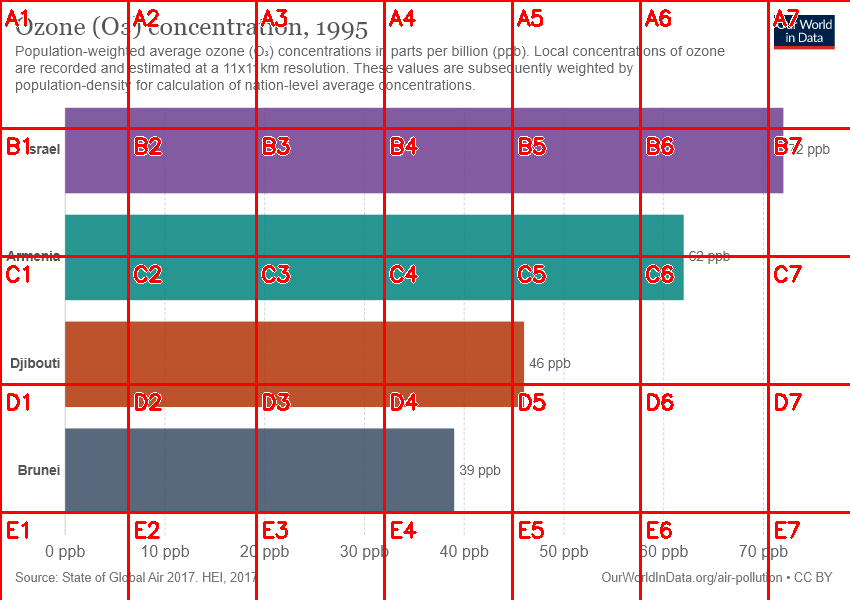 Ozone (O₃) concentration, 1995
Our World
in Data
Population-weighted average ozone (O₃) concentrations in parts per billion (ppb). Local concentrations of ozone
are recorded and estimated at a 11x11km resolution. These values are subsequently weighted by
population-density for calculation of nation-level average concentrations.
A1 A2 A3 A4 A5 A6 A7
B1 B2 B3 B4 B5 B6 B7
Israel 72 ppb
Armenia 62 ppb
C1 C2 C3 C4 C5 C6 C7
Djibouti 46 ppb
D1 D2 D3 D4 D5 D6 D7
Brunei 39 ppb
E1 E2 E3 E4 E5 E6 E7
0 ppb 10 ppb 20 ppb 30 ppb 40 ppb 50 ppb 60 ppb 70 ppb
Source: State of Global Air 2017. HEI, 2017
OurWorldInData.org/air-pollution • CC BY